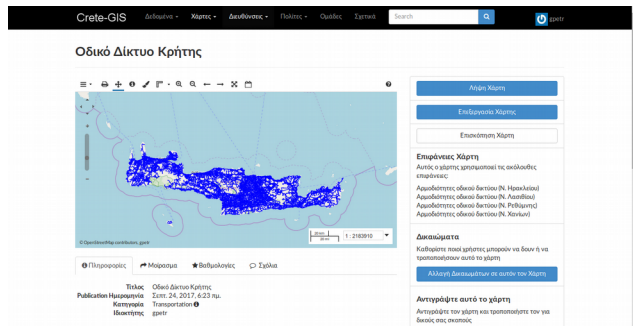 Crete-GIS Δεδομένα Χάρτες Διευθύνσεις Πολίτες Ομάδες Σχετικά Search gpetr
Οδικό Δίκτυο Κρήτης
© OpenStreetMap contributors, gpetr
1 : 2183910
Πληροφορίες Μοίρασμα Βαθμολογίες Σχόλια
Τίτλος Οδικό Δίκτυο Κρήτης
Publication Ημερομηνία Σεπτ. 24, 2017, 6:23 πμ.
Κατηγορία Transportation
Ιδιοκτήτης gpetr
Λήψη Χάρτη
Επεξεργασία Χάρτης
Επισκόπηση Χάρτη
Επιφάνειες Χάρτη
Αυτός ο χάρτης χρησιμοποιεί τις ακόλουθες
επιφάνειες:
Αρμοδιότητες οδικού δικτύου (Ν. Ηρακλείου)
Αρμοδιότητες οδικού δικτύου (Ν. Λασιθίου)
Αρμοδιότητες οδικού δικτύου (Ν. Ρεθύμνης)
Αρμοδιότητες οδικού δικτύου (Ν. Χανίων)
Δικαιώματα
Καθορίστε ποιοί χρήστες μπορούν να δουν ή να
τροποποιήσουν αυτό το χάρτη
Αλλαγή Δικαιωμάτων σε αυτόν τον Χάρτη
Αντιγράψτε αυτό το χάρτη
Αντιγράψτε τον χάρτη και τροποποιήστε τον για
δικούς σας σκοπούς